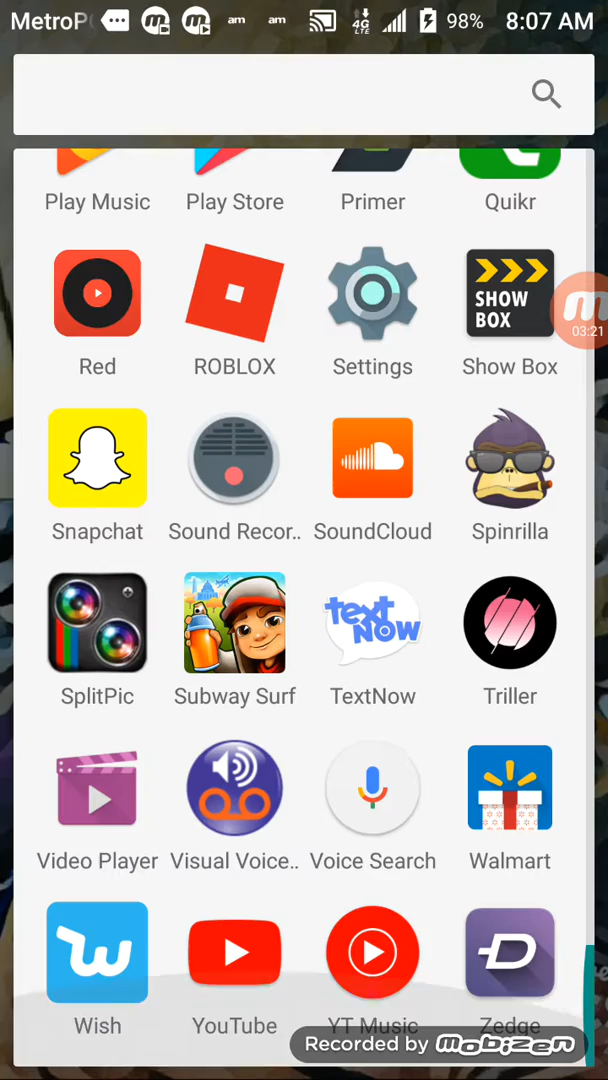 MetroP am am 4G LTE 98% 8:07 AM
Play Music Play Store Primer Quikr
SHOW
BOX
03:21
Red ROBLOX Settings Show Box
Snapchat Sound Recor.. SoundCloud Spinrilla
text
NOW
SplitPic Subway Surf TextNow Triller
Video Player Visual Voice.. Voice Search Walmart
Wish YouTube YT Music Zedge
Recorded by mobizen